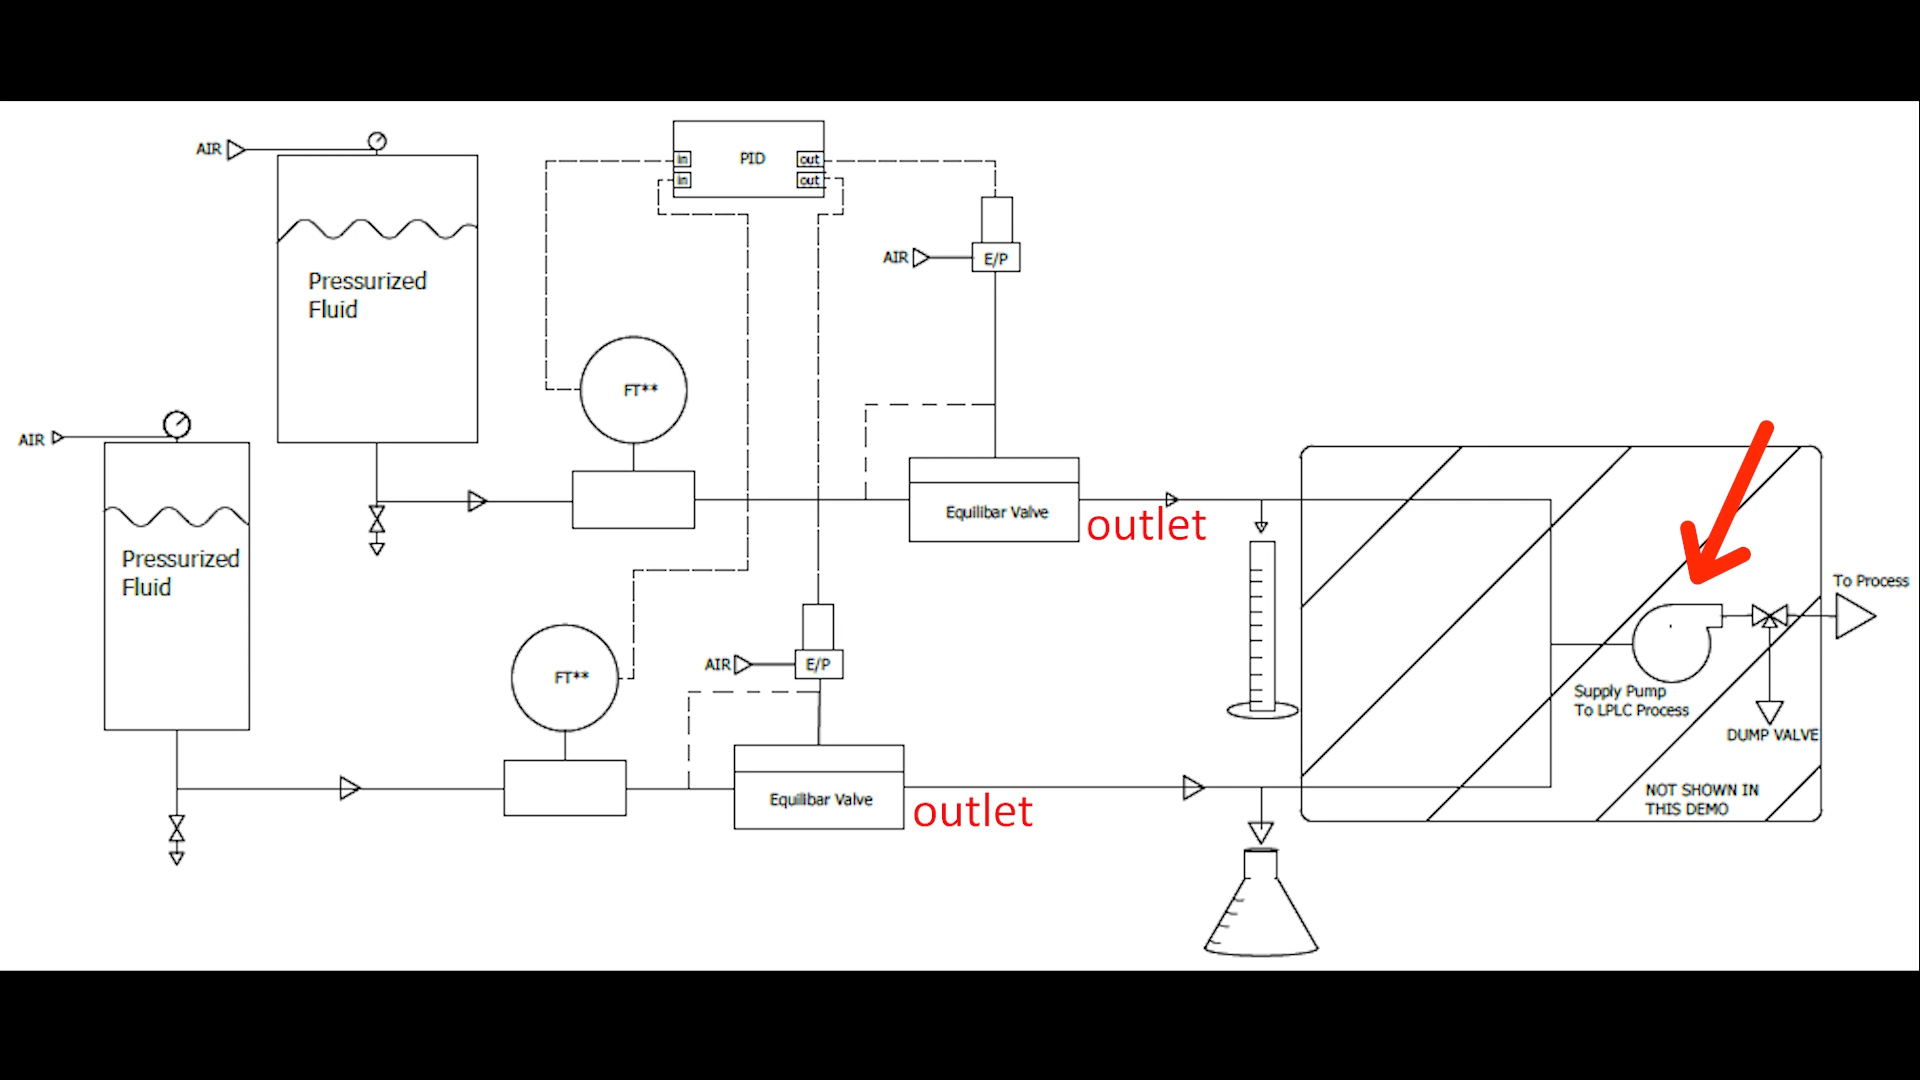 AIR
PID
in
out
in
out
Pressurized
Fluid
AIR
E/P
FT**
AIR
Pressurized
Fluid
Equilibar Valve
outlet
To Process
FT**
AIR
E/P
Supply Pump
To LPLC Process
DUMP VALVE
Equilibar Valve
outlet
NOT SHOWN IN
THIS DEMO